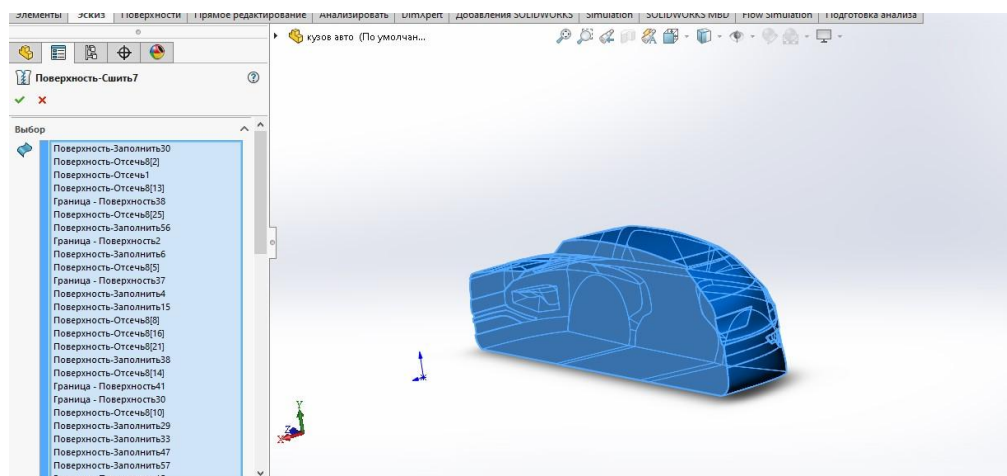 Элементы Эскиз Поверхности Прямое редактирование Анализировать DimXpert Добавления SOLIDWORKS Simulation SOLIDWORKS MBD Flow Simulation Подготовка анализа
кузов авто (По умолчан...
Поверхность-Сшить7
Выбор
Поверхность-Заполнить30
Поверхность-Отсечь8[2]
Поверхность-Отсечь1
Поверхность-Отсечь8[13]
Граница - Поверхность38
Поверхность-Отсечь8[25]
Поверхность-Заполнить56
Граница - Поверхность2
Поверхность-Заполнить6
Поверхность-Отсечь8[5]
Граница - Поверхность37
Поверхность-Заполнить4
Поверхность-Заполнить15
Поверхность-Отсечь8[8]
Поверхность-Отсечь8[16]
Поверхность-Отсечь8[21]
Поверхность-Заполнить38
Поверхность-Отсечь8[14]
Граница - Поверхность41
Граница - Поверхность30
Поверхность-Отсечь8[10]
Поверхность-Заполнить29
Поверхность-Заполнить33
Поверхность-Заполнить47
Поверхность-Заполнить57
Y
Z
X